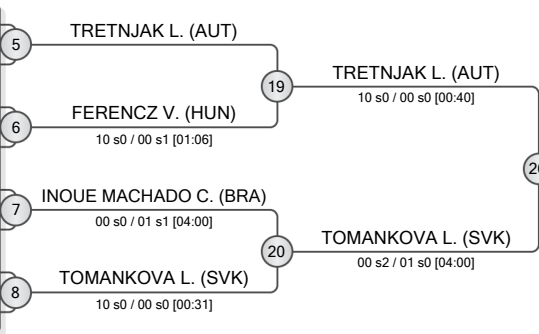 TRETNJAK L. (AUT)
5
19
TRETNJAK L. (AUT)
10 s0 / 00 s0 [00:40]
FERENCZ V. (HUN)
6
10 s0 / 00 s1 [01:06]
INOUE MACHADO C. (BRA)
7
00 s0 / 01 s1 [04:00]
20
TOMANKOVA L. (SVK)
00 s2 / 01 s0 [04:00]
TOMANKOVA L. (SVK)
8
10 s0 / 00 s0 [00:31]